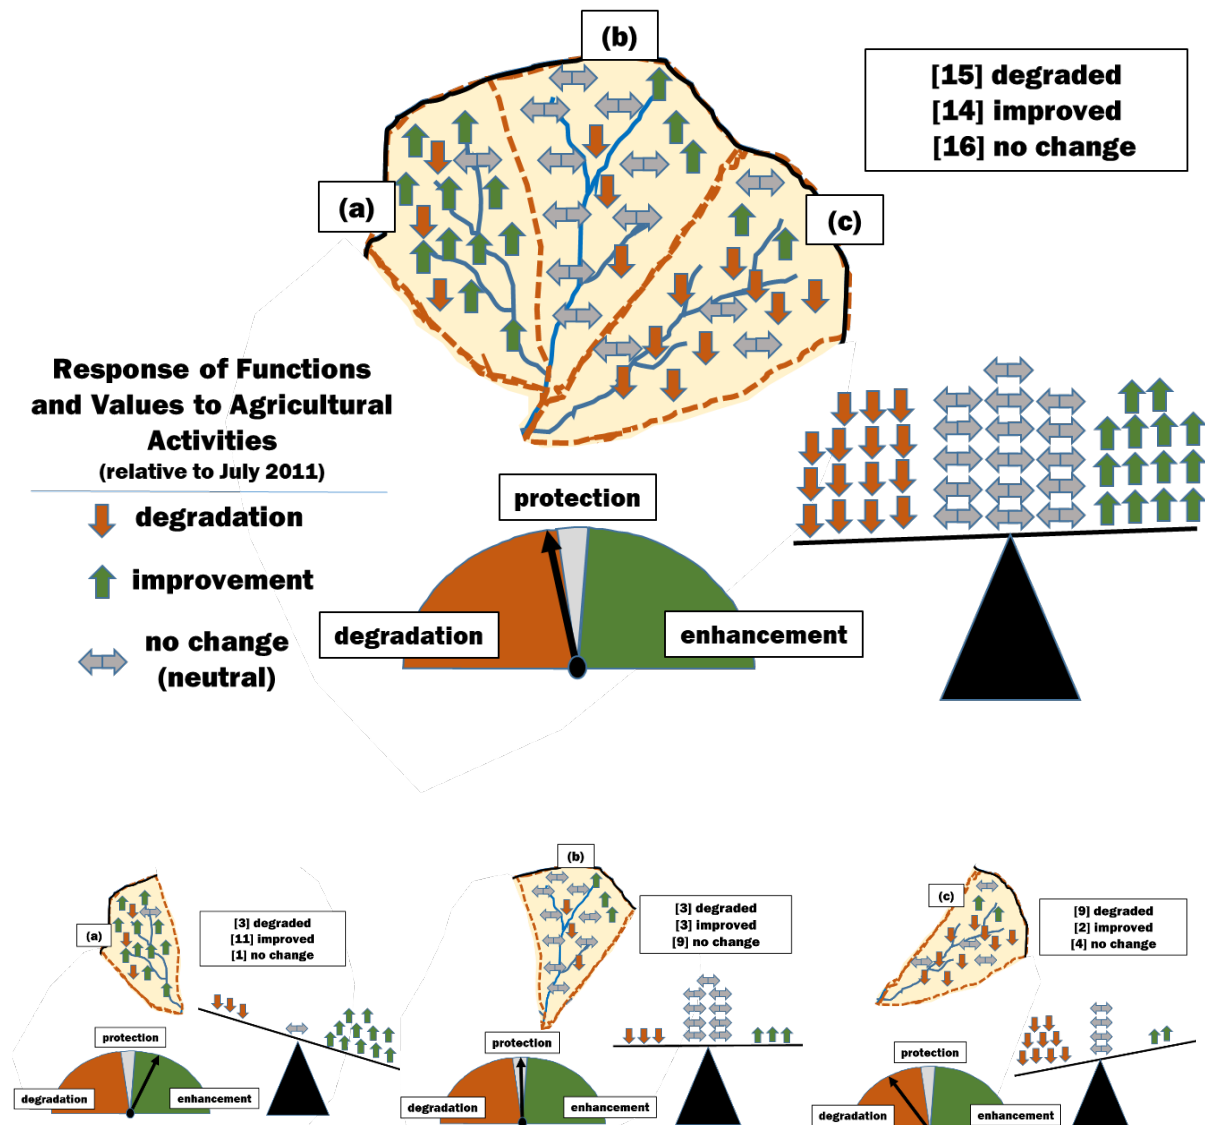 (b)
[15] degraded
[14] improved
[16] no change
(a)
(c)
Response of Functions
and Values to Agricultural
Activities
(relative to July 2011)
degradation
improvement
no change
(neutral)
protection
degradation
enhancement
(a)
[3] degraded
[11] improved
[1] no change
protection
degradation
enhancement
(b)
[3] degraded
[3] improved
[9] no change
protection
degradation
enhancement
(c)
[9] degraded
[2] improved
[4] no change
protection
degradation
enhancement